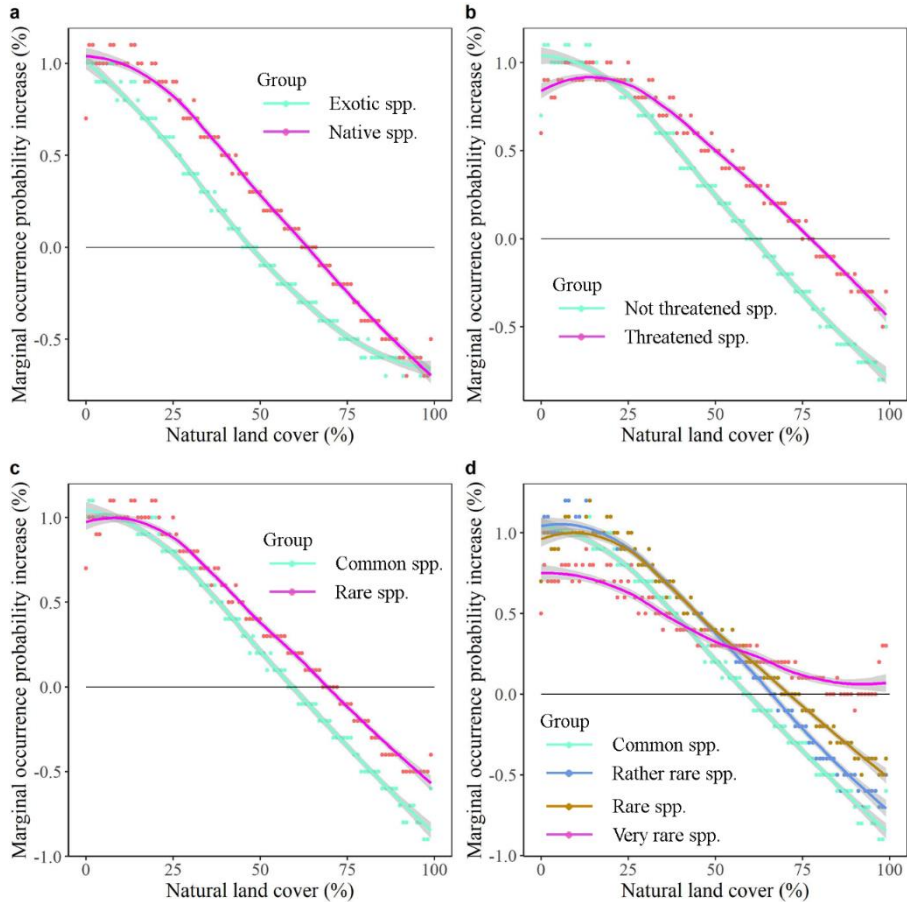 a
Marginal occurrence probability increase (%)
1.0
0.5
0.0
-0.5
Group
Exotic spp.
Native spp.
0
25
50
75
100
Natural land cover (%)
b
Marginal occurrence probability increase (%)
1.0
0.5
0.0
-0.5
Group
Not threatened spp.
Threatened spp.
0
25
50
75
100
Natural land cover (%)
c
Marginal occurrence probability increase (%)
1.0
0.5
0.0
-0.5
-1.0
Group
Common spp.
Rare spp.
0
25
50
75
100
Natural land cover (%)
d
Marginal occurrence probability increase (%)
1.0
0.5
0.0
-0.5
-1.0
Group
Common spp.
Rather rare spp.
Rare spp.
Very rare spp.
0
25
50
75
100
Natural land cover (%)